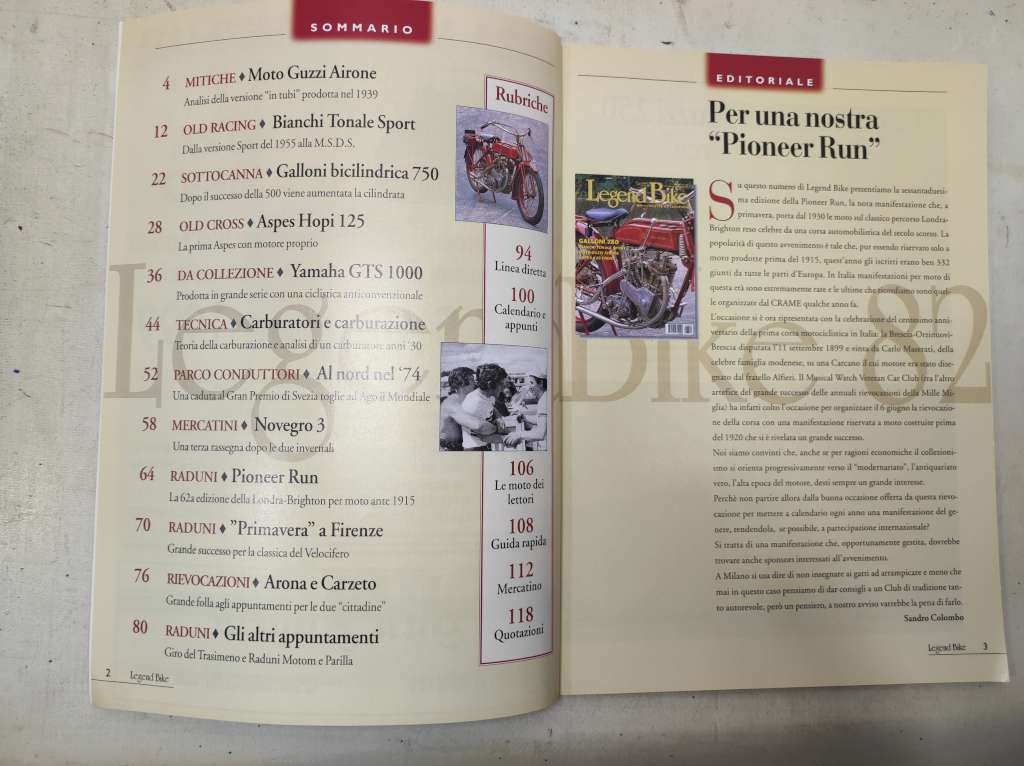 SOMMARIO
4 MITICHE ♦ Moto Guzzi Airone
Analisi della versione "in tubi" prodotta nel 1939
12 OLD RACING ♦ Bianchi Tonale Sport
Dalla versione Sport del 1955 alla M.S.D.S.
22 SOTTOCANNA ♦ Galloni bicilindrica 750
Dopo il successo della 500 viene aumentata la cilindrata
28 OLD CROSS ♦ Aspes Hopi 125
La prima Aspes con motore proprio
36 DA COLLEZIONE ♦ Yamaha GTS 1000
Prodotta in grande serie con una ciclistica anticonvenzionale
44 TECNICA ♦ Carburatori e carburazione
Teoria della carburazione e analisi di un carburatore anni '30
52 PARCO CONDUTTORI ♦ Al nord nel '74
Una caduta al Gran Premio di Svezia toglie ad Ago il Mondiale
58 MERCATINI ♦ Novegro 3
Una terza rassegna dopo le due invernali
64 RADUNI ♦ Pioneer Run
La 62a edizione della Londra-Brighton per moto ante 1915
70 RADUNI ♦ "Primavera" a Firenze
Grande successo per la classica del Velocifero
76 RIEVOCAZIONI ♦ Arona e Carzeto
Grande folla agli appuntamenti per le due "cittadine"
80 RADUNI ♦ Gli altri appuntamenti
Giro del Trasimeno e Raduni Motom e Parilla
2 Legend Bike
Rubriche
94
Linea diretta
100
Calendario e
appunti
106
Le moto dei
lettori
108
Guida rapida
112
Mercatino
118
Quotazioni
EDITORIALE
Per una nostra
"Pioneer Run"
Legend Bike
GALLONI 750
Su questo numero di Legend Bike presentiamo la sessantaduesi-
ma edizione della Pioneer Run, la nota manifestazione che, a
primavera, porta dal 1930 le moto sul classico percorso Londra-
Brighton reso celebre da una corsa automobilistica del secolo scorso. La
popolarità di questo avvenimento è tale che, pur essendo riservato solo a
moto prodotte prima del 1915, quest'anno gli iscritti erano ben 332
giunti da tutte le parti d'Europa. In Italia manifestazioni per moto di
questa età sono estremamente rare e le ultime che ricordiamo sono quel-
le organizzate dal CRAME qualche anno fa.
L'occasione si è ora ripresentata con la celebrazione del centesimo anni-
versario della prima corsa motociclistica in Italia: la Brescia-Orzinuovi-
Brescia disputata l'11 settembre 1899 e vinta da Carlo Maserati, della
celebre famiglia modenese, su un Carcano il cui motore era stato dise-
gnato dal fratello Alfieri. Il Musical Watch Veteran Car Club (fra l'altro
artefice del grande successo delle annuali rievocazioni della Mille Mi-
glia) ha infatti colto l'occasione per organizzare il 6 giugno la rievocazio-
ne della corsa con una manifestazione riservata a moto costruite prima
del 1920 che si è rivelata un grande successo.
Noi siamo convinti che, anche se per ragioni economiche il collezioni-
smo si orienta progressivamente verso il "modernariato", l'antiquariato
vero, l'alta epoca del motore, desti sempre un grande interesse.
Perchè non partire allora dalla buona occasione offerta da questa rievo-
cazione per mettere a calendario ogni anno una manifestazione del ge-
nere, rendendola, se possibile, a partecipazione internazionale?
Si tratta di una manifestazione che, opportunamente gestita, dovrebbe
trovare anche sponsors interessati all'avvenimento.
A Milano si usa dire di non insegnare ai gatti ad arrampicare e meno che
mai in questo caso pensiamo di dar consigli a un Club di tradizione tan-
to autorevole, però un pensiero, a nostro avviso varrebbe la pena di farlo.
Sandro Colombo
Legend Bike 3
Legendbike 82